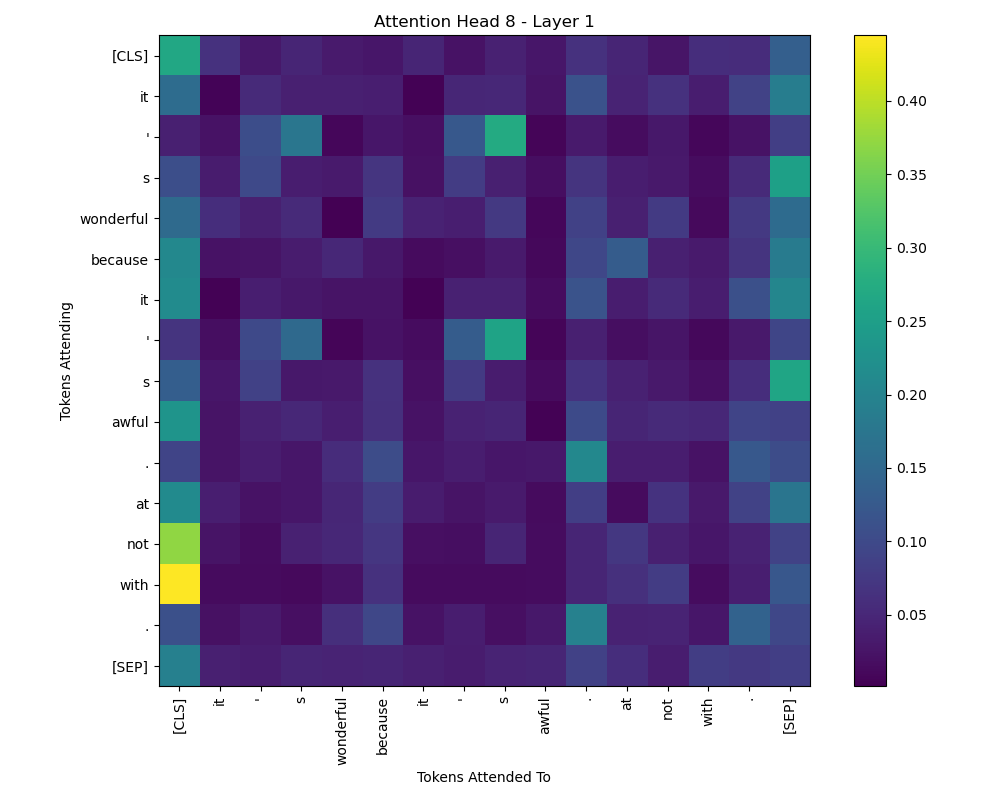 Attention Head 8 - Layer 1
Tokens Attending
[CLS]
it
'
s
wonderful
because
it
'
s
awful
.
at
not
with
.
[SEP]
[CLS]
it
'
s
wonderful
because
it
'
s
awful
.
at
not
with
.
[SEP]
Tokens Attended To
0.40
0.35
0.30
0.25
0.20
0.15
0.10
0.05